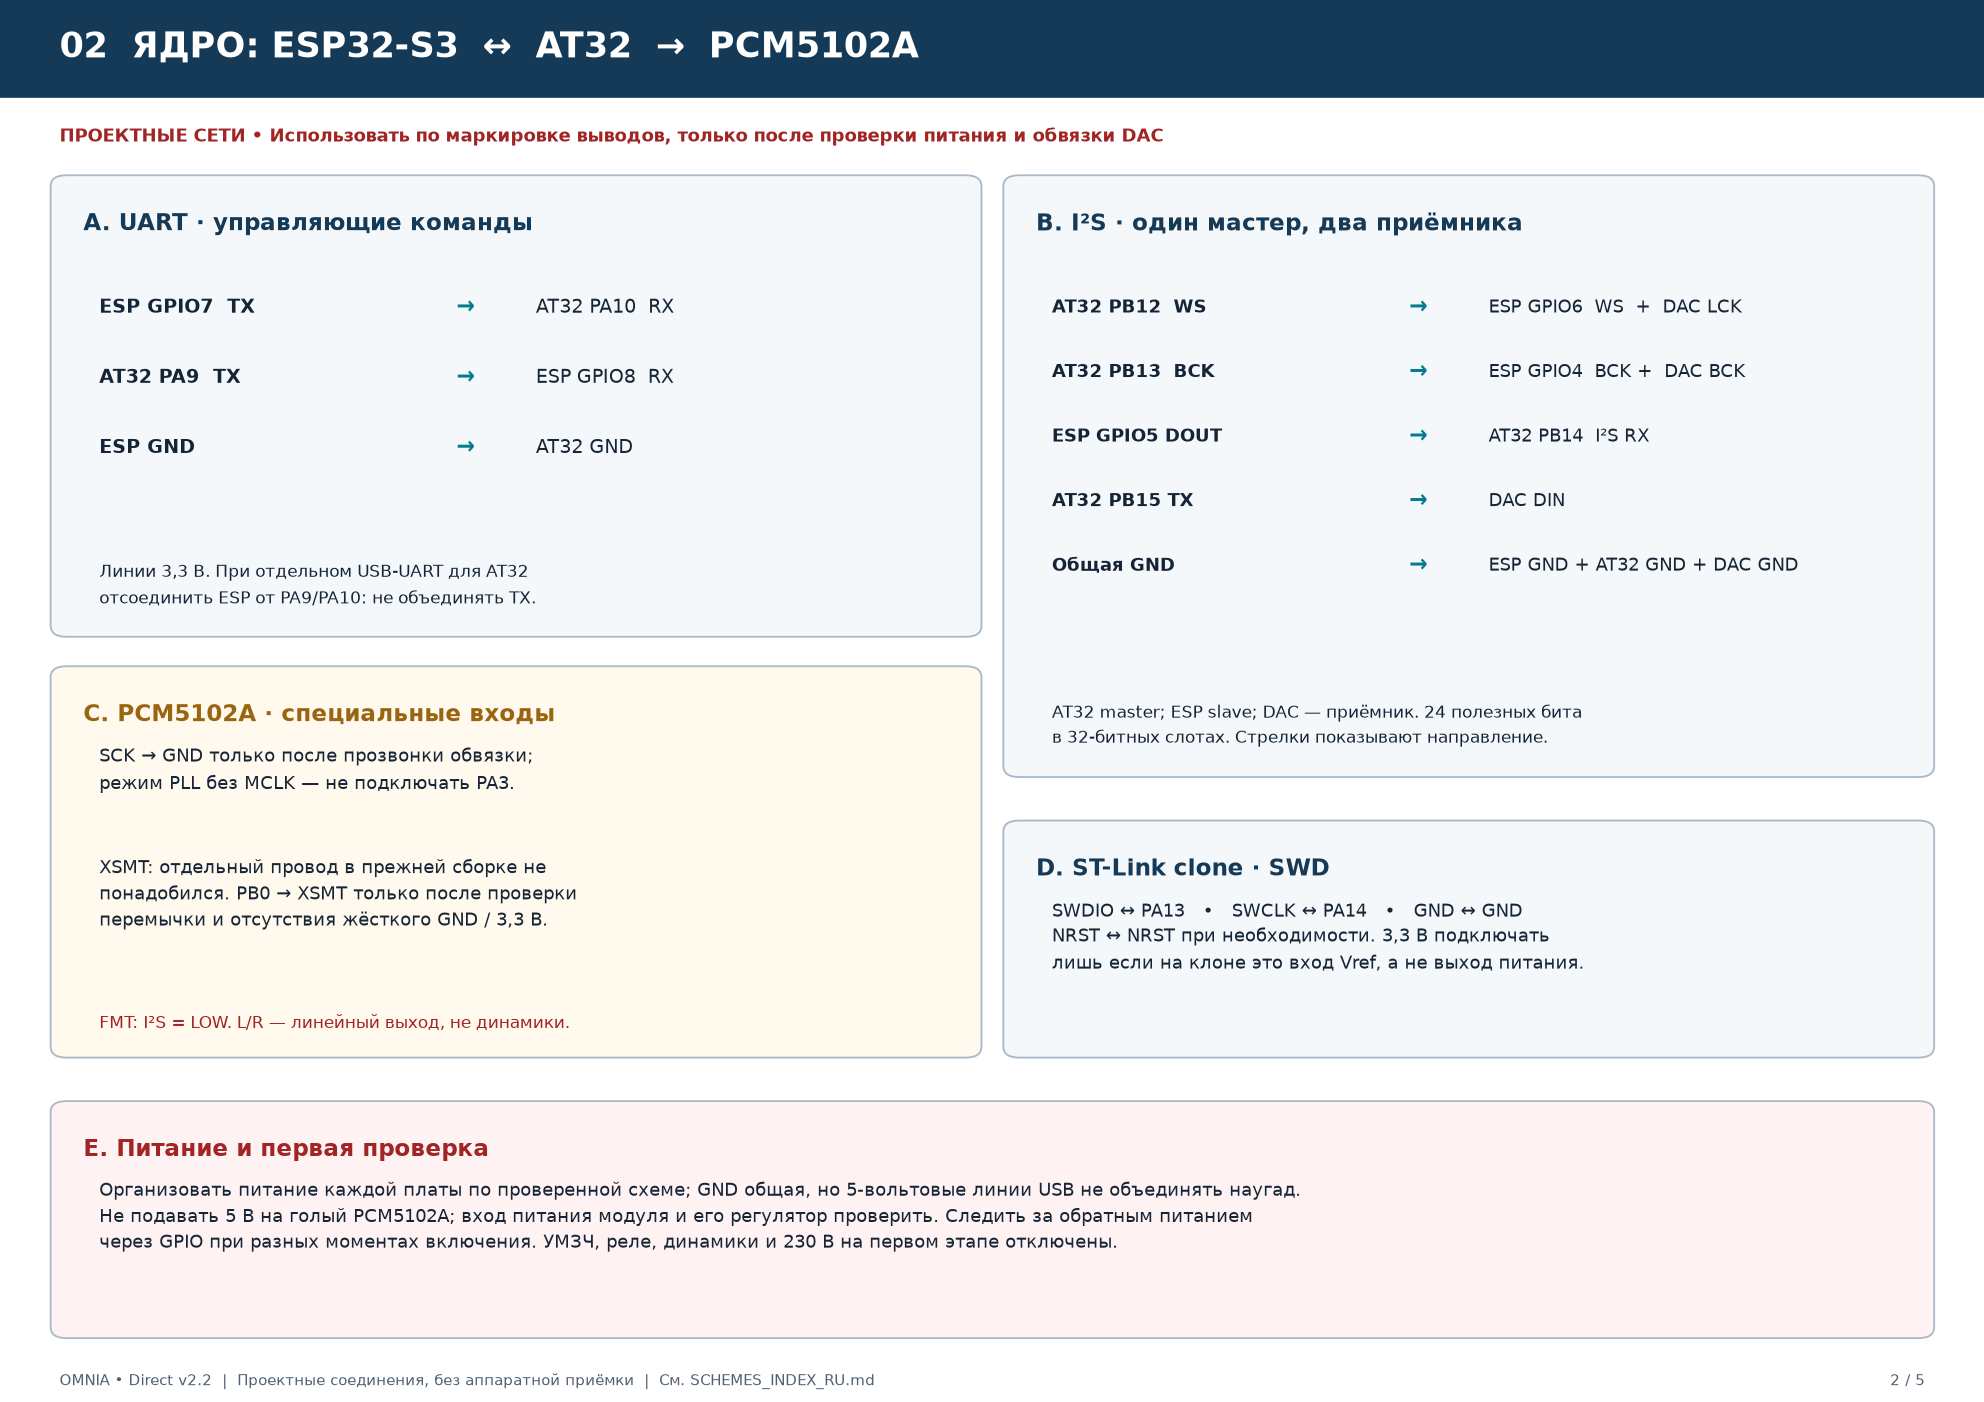 02 ЯДРО: ESP32-S3 ↔ AT32 → PCM5102A
ПРОЕКТНЫЕ СЕТИ • Использовать по маркировке выводов, только после проверки питания и обвязки DAC
A. UART · управляющие команды
ESP GPIO7 TX → AT32 PA10 RX
AT32 PA9 TX → ESP GPIO8 RX
ESP GND → AT32 GND
Линии 3,3 В. При отдельном USB-UART для AT32
отсоединить ESP от PA9/PA10: не объединять TX.
B. I²S · один мастер, два приёмника
AT32 PB12 WS → ESP GPIO6 WS + DAC LCK
AT32 PB13 BCK → ESP GPIO4 BCK + DAC BCK
ESP GPIO5 DOUT → AT32 PB14 I²S RX
AT32 PB15 TX → DAC DIN
Общая GND → ESP GND + AT32 GND + DAC GND
AT32 master; ESP slave; DAC — приёмник. 24 полезных бита
в 32-битных слотах. Стрелки показывают направление.
C. PCM5102A · специальные входы
SCK → GND только после прозвонки обвязки;
режим PLL без MCLK — не подключать PA3.
XSMT: отдельный провод в прежней сборке не
понадобился. PB0 → XSMT только после проверки
перемычки и отсутствия жёсткого GND / 3,3 В.
FMT: I²S = LOW. L/R — линейный выход, не динамики.
D. ST-Link clone · SWD
SWDIO ↔ PA13 • SWCLK ↔ PA14 • GND ↔ GND
NRST ↔ NRST при необходимости. 3,3 В подключать
лишь если на клоне это вход Vref, а не выход питания.
E. Питание и первая проверка
Организовать питание каждой платы по проверенной схеме; GND общая, но 5-вольтовые линии USB не объединять наугад.
Не подавать 5 В на голый PCM5102A; вход питания модуля и его регулятор проверить. Следить за обратным питанием
через GPIO при разных моментах включения. УМЗЧ, реле, динамики и 230 В на первом этапе отключены.
OMNIA • Direct v2.2 | Проектные соединения, без аппаратной приёмки | См. SCHEMES_INDEX_RU.md
2 / 5